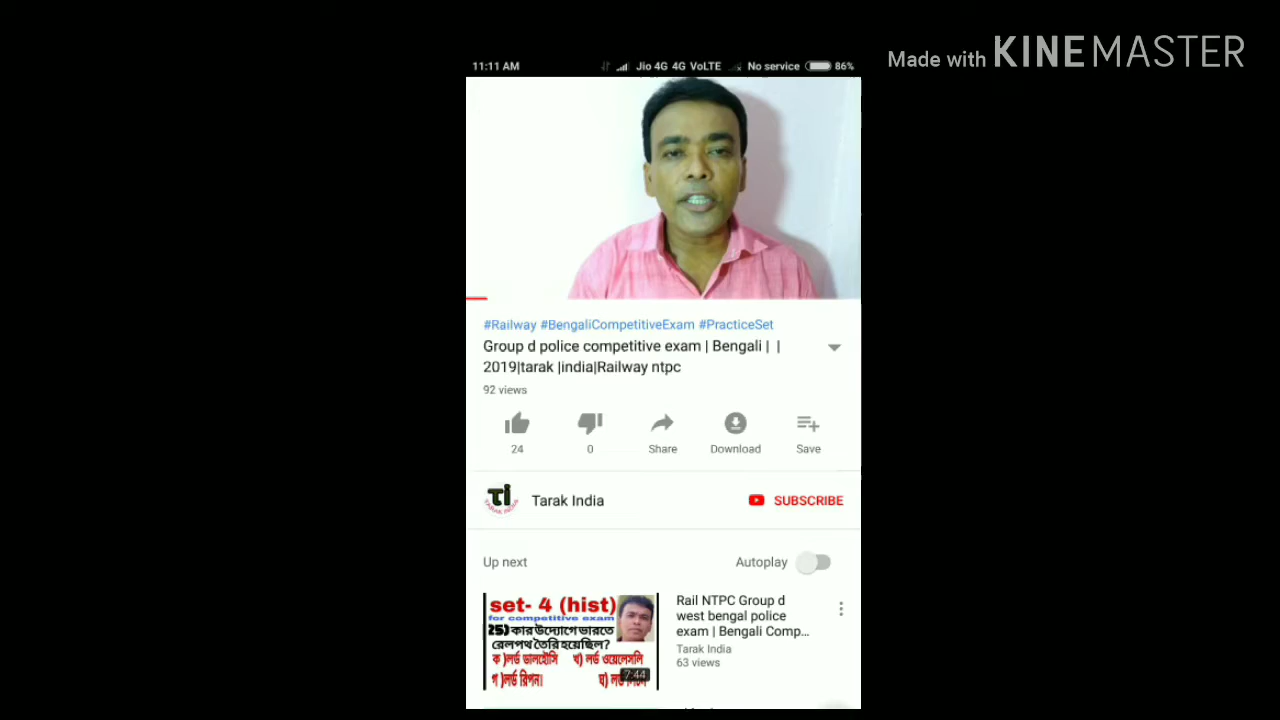 Made with KINEMASTER
11:11 AM Jio 4G 4G VoLTE No service 86%
#Railway #BengaliCompetitiveExam #PracticeSet
Group d police competitive exam | Bengali | |
2019|tarak |india|Railway ntpc
92 views
24 0 Share Download Save
Ti
TARAK INDIA
Tarak India SUBSCRIBE
Up next Autoplay
set- 4 (hist)
for competitive exam
25) কার উদ্যোগে ভারতে
রেলপথ তৈরি হয়েছিল?
ক )লর্ড ডালহৌসি খ) লর্ড ওয়েলেসলি
গ )লর্ড রিপন। ঘ) লর্ড
7:44
Rail NTPC Group d
west bengal police
exam | Bengali Comp...
Tarak India
63 views